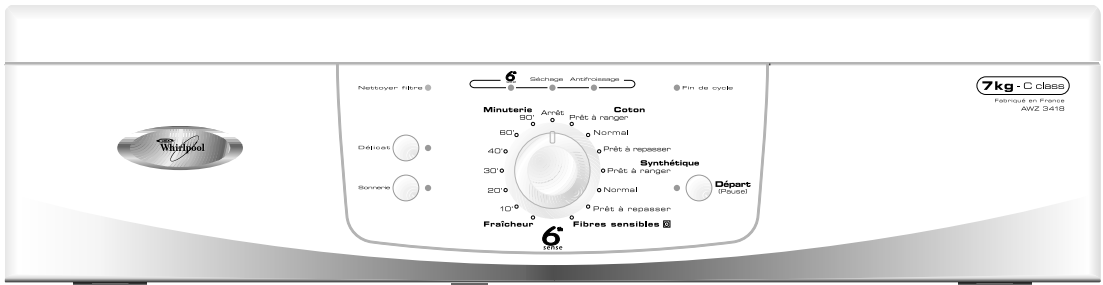 Whirlpool
Nettoyer filtre
6
Séchage
Antifroissage
Fin de cycle
Délicat
Sonnerie
Minuterie
90'
60'
40'
30'
20'
10'
Fraîcheur
Arrêt
Coton
Prêt à ranger
Normal
Prêt à repasser
Synthétique
Prêt à ranger
Normal
Prêt à repasser
Fibres sensibles
6
sense
Départ
(Pause)
7kg - C class
Fabriqué en France
AWZ 3418